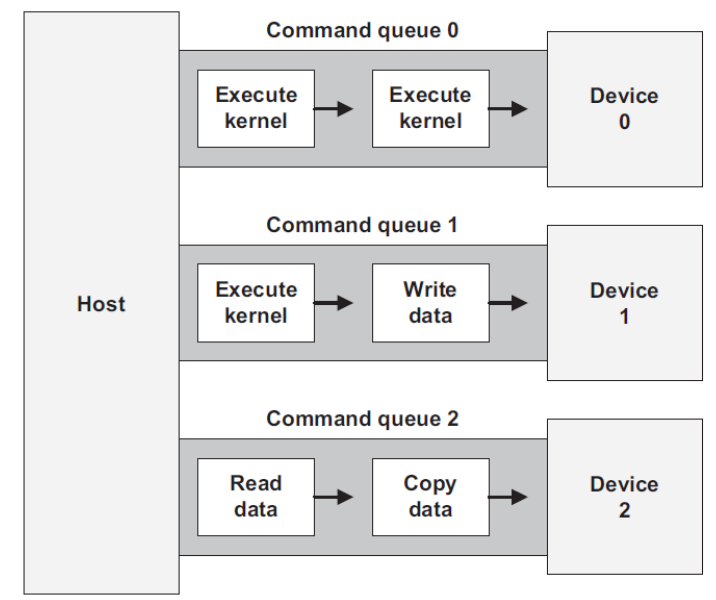 Command queue 0
Execute
kernel
Execute
kernel
Device
0
Command queue 1
Host
Execute
kernel
Write
data
Device
1
Command queue 2
Read
data
Copy
data
Device
2